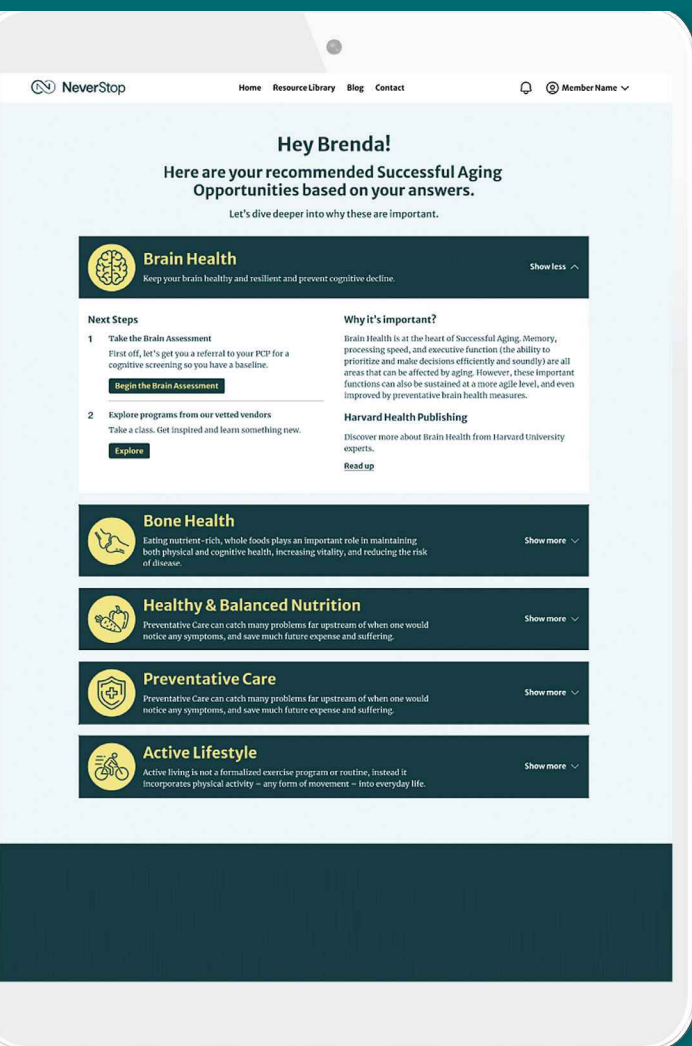 NeverStop
Home Resource Library Blog Contact
Member Name
Hey Brenda!
Here are your recommended Successful Aging
Opportunities based on your answers.
Let's dive deeper into why these are important.
Brain Health
Keep your brain healthy and resilient and prevent cognitive decline.
Show less
Next Steps
1 Take the Brain Assessment
First off, let's get you a referral to your PCP for a
cognitive screening so you have a baseline.
Begin the Brain Assessment
2 Explore programs from our vetted vendors
Take a class. Get inspired and learn something new.
Explore
Why it's important?
Brain Health is at the heart of Successful Aging. Memory,
processing speed, and executive function (the ability to
prioritize and make decisions efficiently and soundly) are all
areas that can be affected by aging. However, these important
functions can also be sustained at a more agile level, and even
improved by preventative brain health measures.
Harvard Health Publishing
Discover more about Brain Health from Harvard University
experts.
Read up
Bone Health
Eating nutrient-rich, whole foods plays an important role in maintaining
both physical and cognitive health, increasing vitality, and reducing the risk
of disease.
Show more
Healthy & Balanced Nutrition
Preventative Care can catch many problems far upstream of when one would
notice any symptoms, and save much future expense and suffering.
Show more
Preventative Care
Preventative Care can catch many problems far upstream of when one would
notice any symptoms, and save much future expense and suffering.
Show more
Active Lifestyle
Active living is not a formalized exercise program or routine, instead it
incorporates physical activity – any form of movement – into everyday life.
Show more